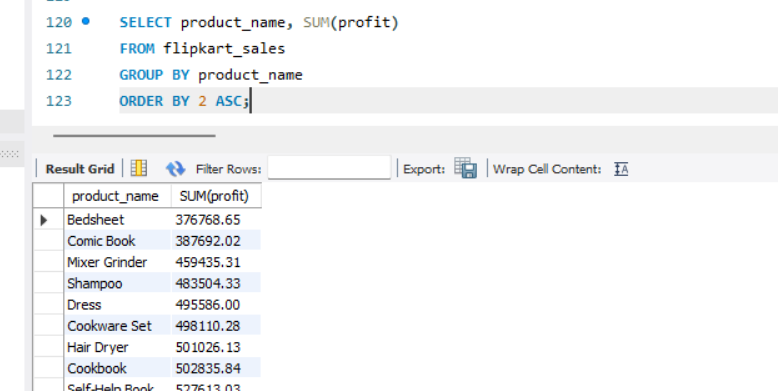 120 SELECT product_name, SUM(profit)
121 FROM flipkart_sales
122 GROUP BY product_name
123 ORDER BY 2 ASC;
Result Grid Filter Rows: Export: Wrap Cell Content:
product_name SUM(profit)
Bedsheet 376768.65
Comic Book 387692.02
Mixer Grinder 459435.31
Shampoo 483504.33
Dress 495586.00
Cookware Set 498110.28
Hair Dryer 501026.13
Cookbook 502835.84
Self-Help Book 527613.03